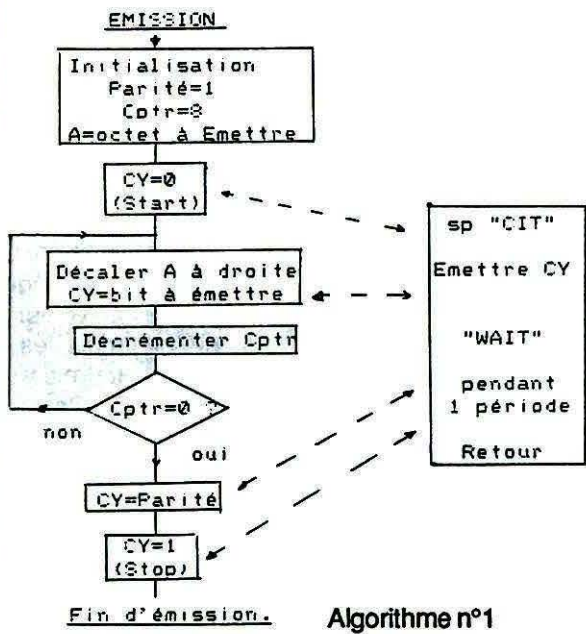 EMISSION
Initialisation
Parité=1
Cptr=8
A=octet à Emettre
CY=0
(Start)
Décaler A à droite
CY=bit à émettre
Décrémenter Cptr
Cptr=0 ?
non
oui
CY=Parité
CY=1
(Stop)
Fin d'émission.
sp "CIT"
Emettre CY
"WAIT"
pendant
1 période
Retour
Algorithme n°1